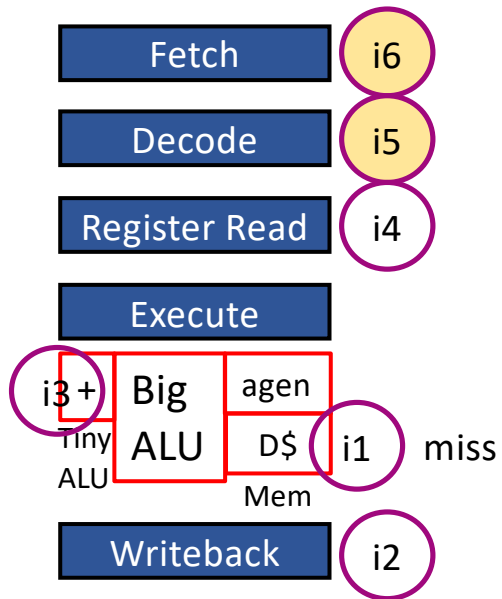 Fetch i6
Decode i5
Register Read i4
Execute
i3 + Big agen
Tiny ALU D$ i1 miss
ALU
Mem
Writeback i2